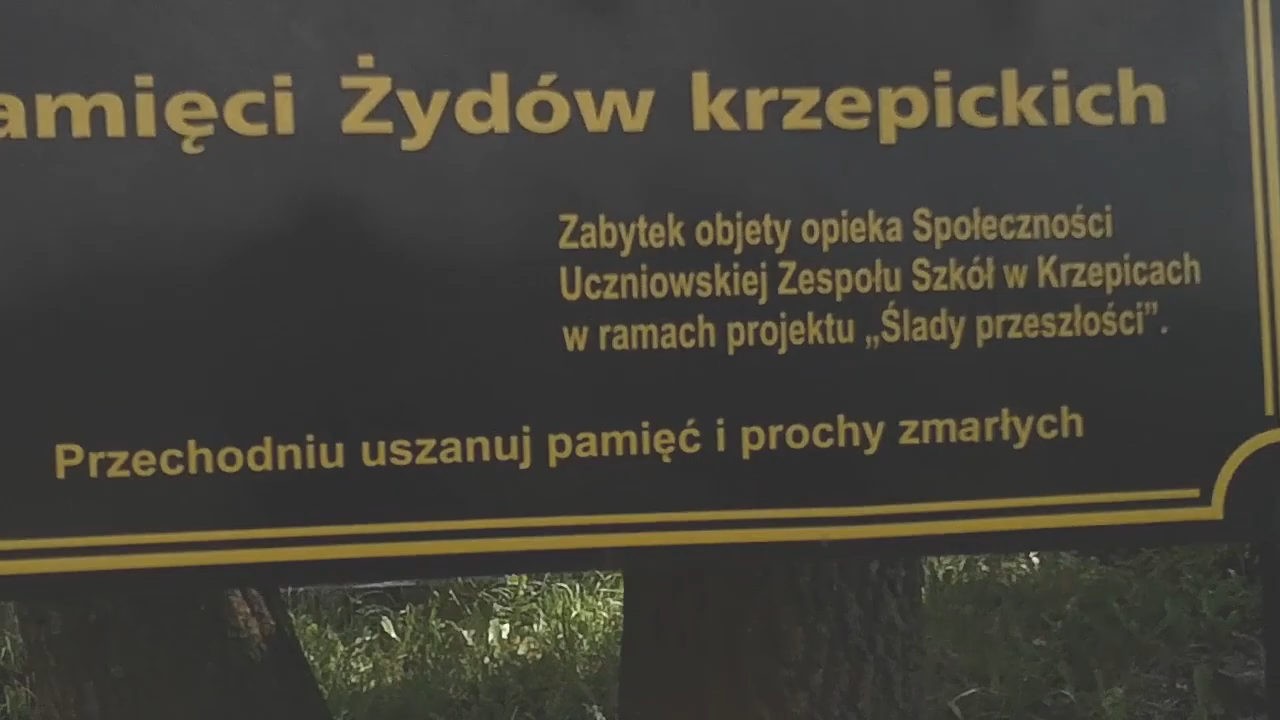 amięci Żydów krzepickich
Zabytek objety opieka Społeczności
Uczniowskiej Zespołu Szkół w Krzepicach
w ramach projektu „Ślady przeszłości”.
Przechodniu uszanuj pamięć i prochy zmarłych